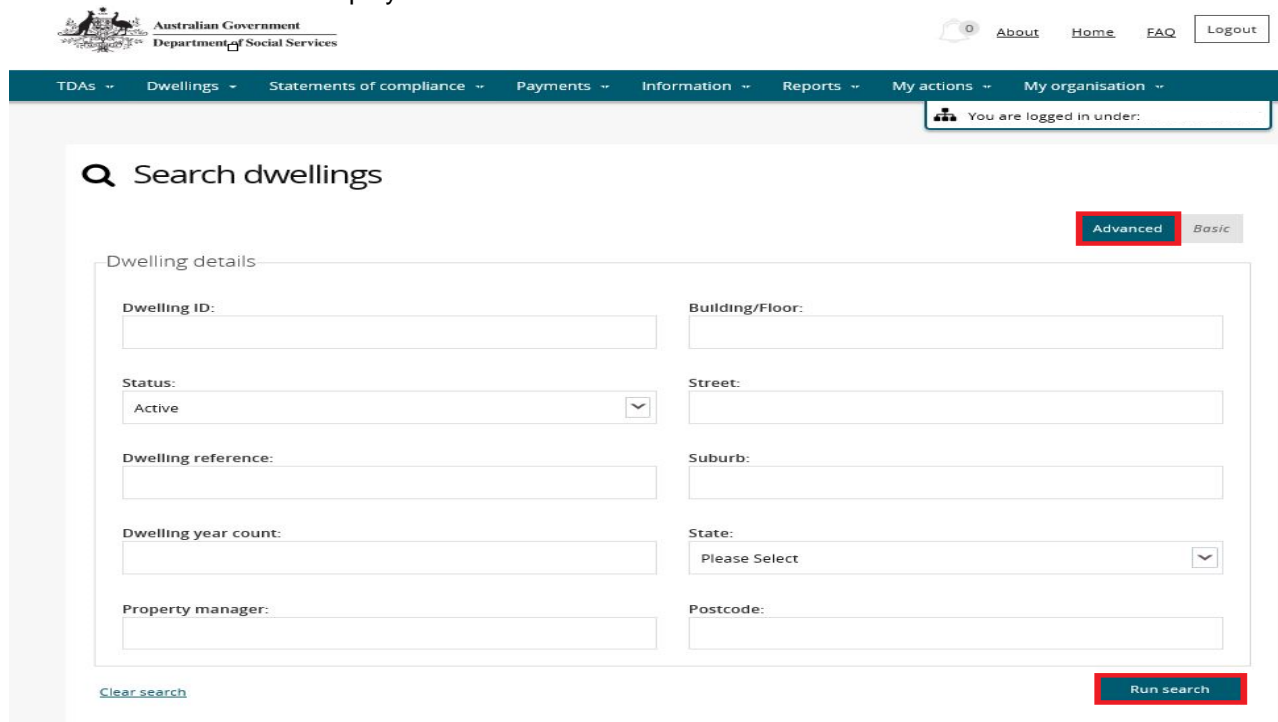 Australian Government
Department of Social Services
0 About Home FAQ Logout
TDAs Dwellings Statements of compliance Payments Information Reports My actions My organisation
You are logged in under:
Search dwellings
Advanced Basic
Dwelling details
Dwelling ID: Building/Floor:
Status: Street:
Active
Dwelling reference: Suburb:
Dwelling year count: State:
Please Select
Property manager: Postcode:
Clear search Run search